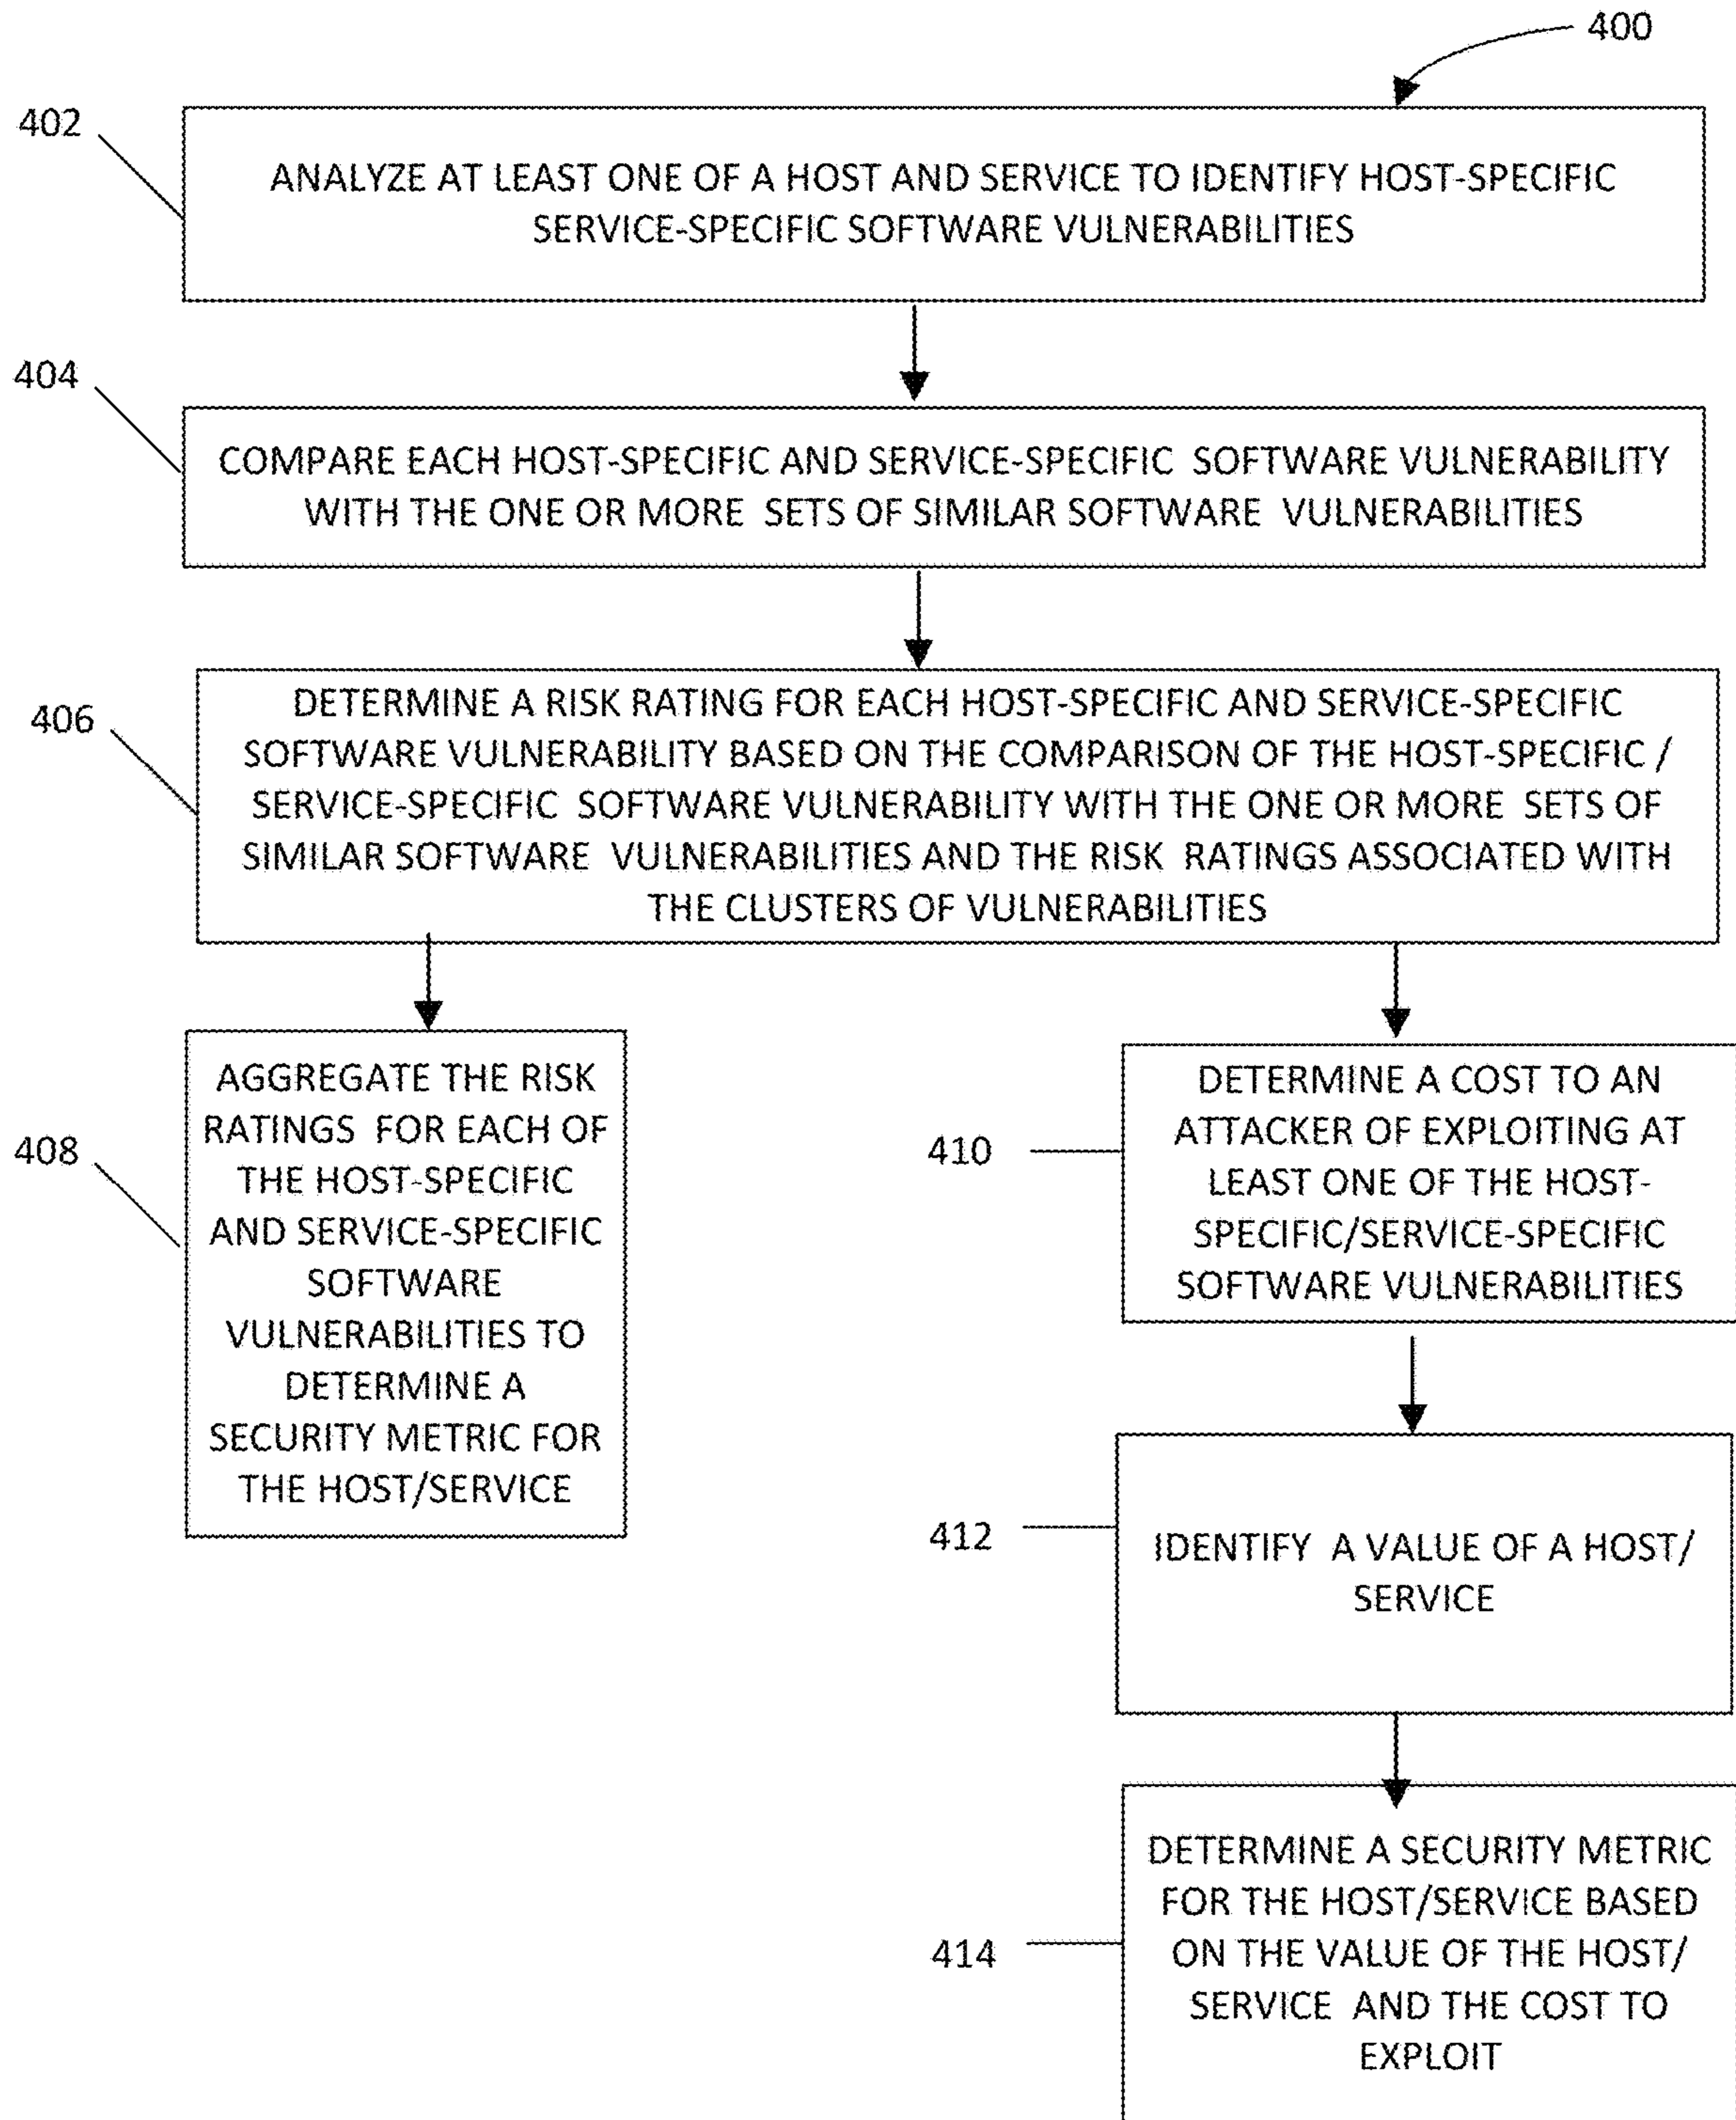 400
402
ANALYZE AT LEAST ONE OF A HOST AND SERVICE TO IDENTIFY HOST-SPECIFIC
SERVICE-SPECIFIC SOFTWARE VULNERABILITIES
404
COMPARE EACH HOST-SPECIFIC AND SERVICE-SPECIFIC SOFTWARE VULNERABILITY
WITH THE ONE OR MORE SETS OF SIMILAR SOFTWARE VULNERABILITIES
406
DETERMINE A RISK RATING FOR EACH HOST-SPECIFIC AND SERVICE-SPECIFIC
SOFTWARE VULNERABILITY BASED ON THE COMPARISON OF THE HOST-SPECIFIC /
SERVICE-SPECIFIC SOFTWARE VULNERABILITY WITH THE ONE OR MORE SETS OF
SIMILAR SOFTWARE VULNERABILITIES AND THE RISK RATINGS ASSOCIATED WITH
THE CLUSTERS OF VULNERABILITIES
408
AGGREGATE THE RISK
RATINGS FOR EACH OF
THE HOST-SPECIFIC
AND SERVICE-SPECIFIC
SOFTWARE
VULNERABILITIES TO
DETERMINE A
SECURITY METRIC FOR
THE HOST/SERVICE
410
DETERMINE A COST TO AN
ATTACKER OF EXPLOITING AT
LEAST ONE OF THE HOST-
SPECIFIC/SERVICE-SPECIFIC
SOFTWARE VULNERABILITIES
412
IDENTIFY A VALUE OF A HOST/
SERVICE
414
DETERMINE A SECURITY METRIC
FOR THE HOST/SERVICE BASED
ON THE VALUE OF THE HOST/
SERVICE AND THE COST TO
EXPLOIT